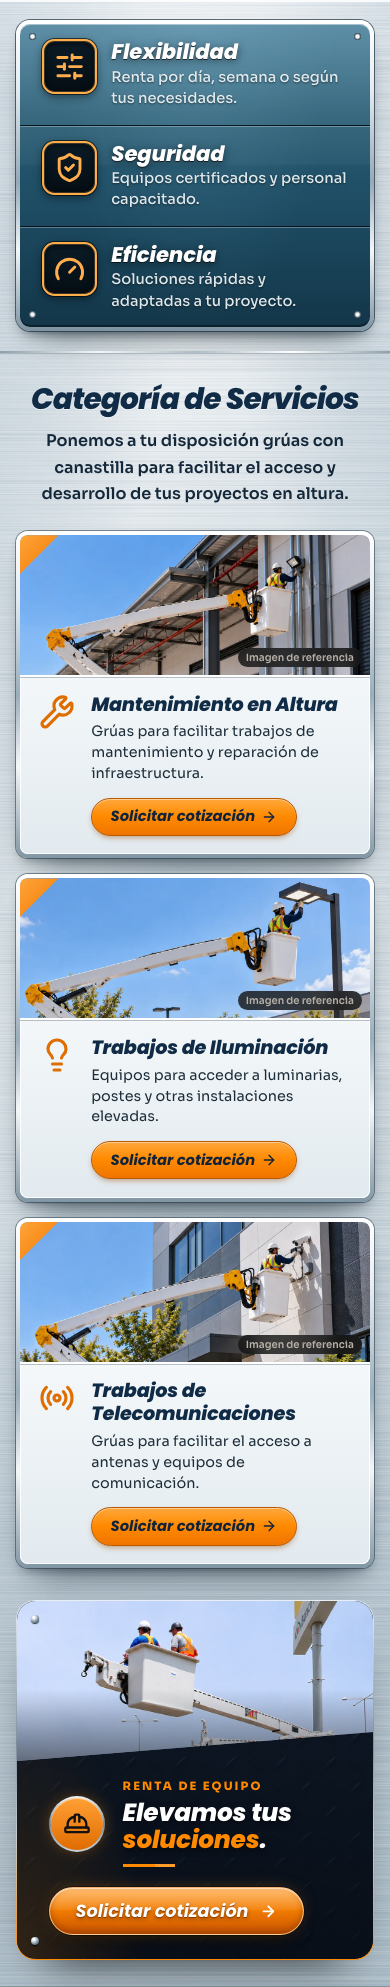 Flexibilidad
Renta por día, semana o según
tus necesidades.
Seguridad
Equipos certificados y personal
capacitado.
Eficiencia
Soluciones rápidas y
adaptadas a tu proyecto.
Categoría de Servicios
Ponemos a tu disposición grúas con
canastilla para facilitar el acceso y
desarrollo de tus proyectos en altura.
Imagen de referencia
Mantenimiento en Altura
Grúas para facilitar trabajos de
mantenimiento y reparación de
infraestructura.
Solicitar cotización →
Imagen de referencia
Trabajos de Iluminación
Equipos para acceder a luminarias,
postes y otras instalaciones
elevadas.
Solicitar cotización →
Imagen de referencia
Trabajos de
Telecomunicaciones
Grúas para facilitar el acceso a
antenas y equipos de
comunicación.
Solicitar cotización →
RENTA DE EQUIPO
Elevamos tus
soluciones.
Solicitar cotización →